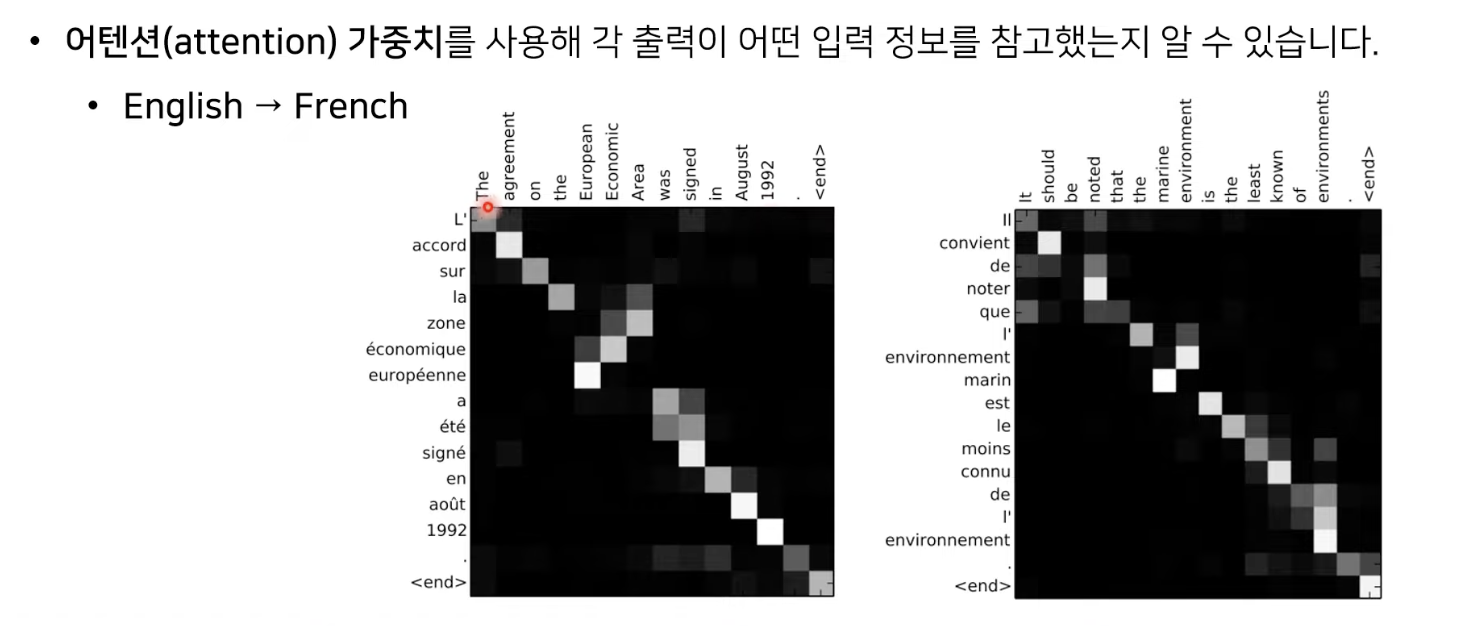 • 어텐션(attention) 가중치를 사용해 각 출력이 어떤 입력 정보를 참고했는지 알 수 있습니다.
• English → French
The
agreement
on
the
European
Economic
Area
was
signed
in
August
1992
.
<end>
L'
accord
sur
la
zone
économique
européenne
a
été
signé
en
août
1992
.
<end>
It
should
be
noted
that
the
marine
environment
is
the
least
known
of
environments
.
<end>
Il
convient
de
noter
que
l'
environnement
marin
est
le
moins
connu
de
l'
environnement
.
<end>